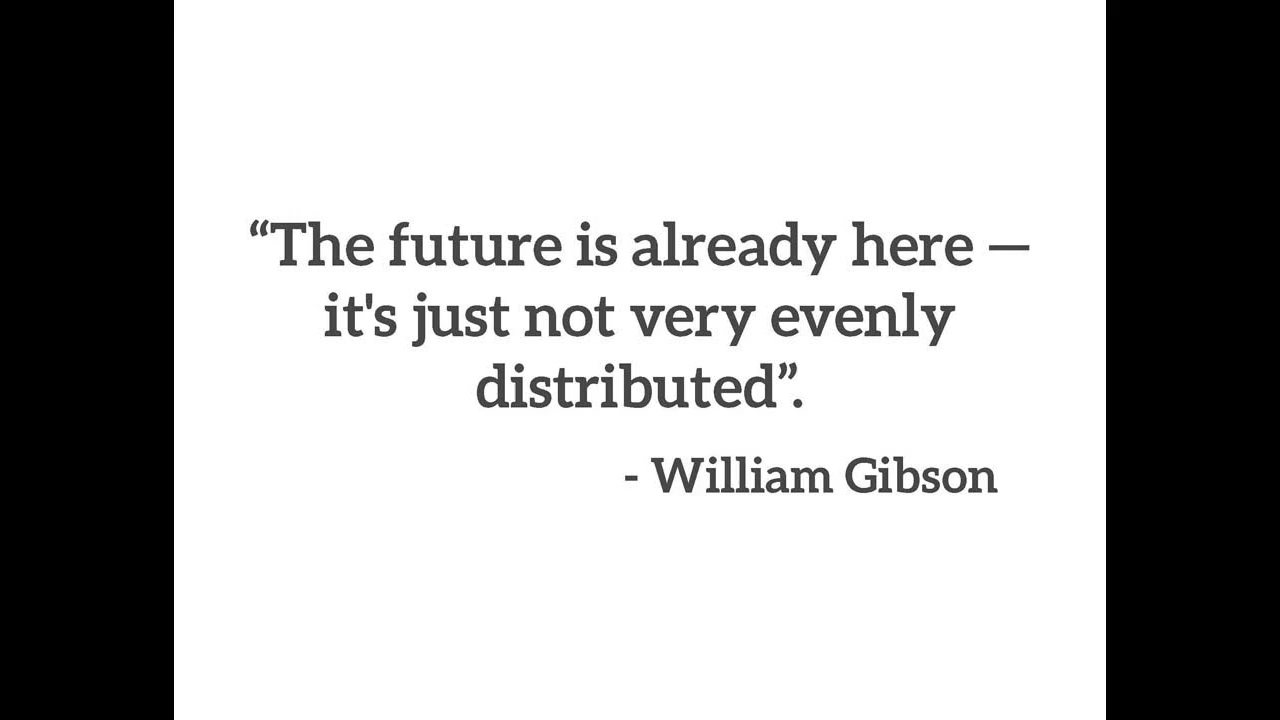 “The future is already here —
it's just not very evenly
distributed”.
- William Gibson